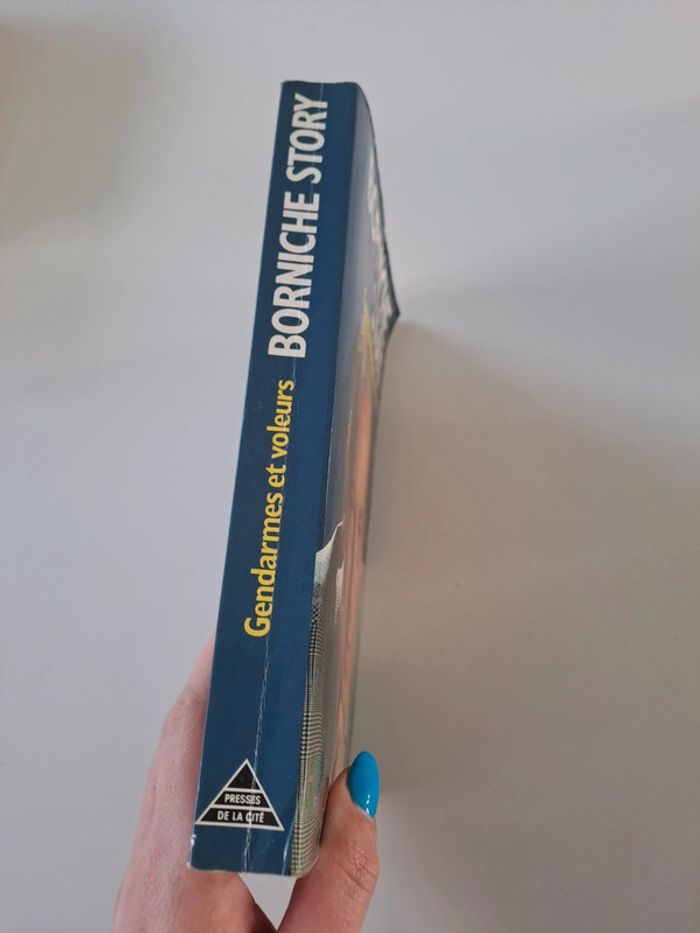 Gendarmes et voleurs BORNICHE STORY
PRESSES
DE LA CITÉ